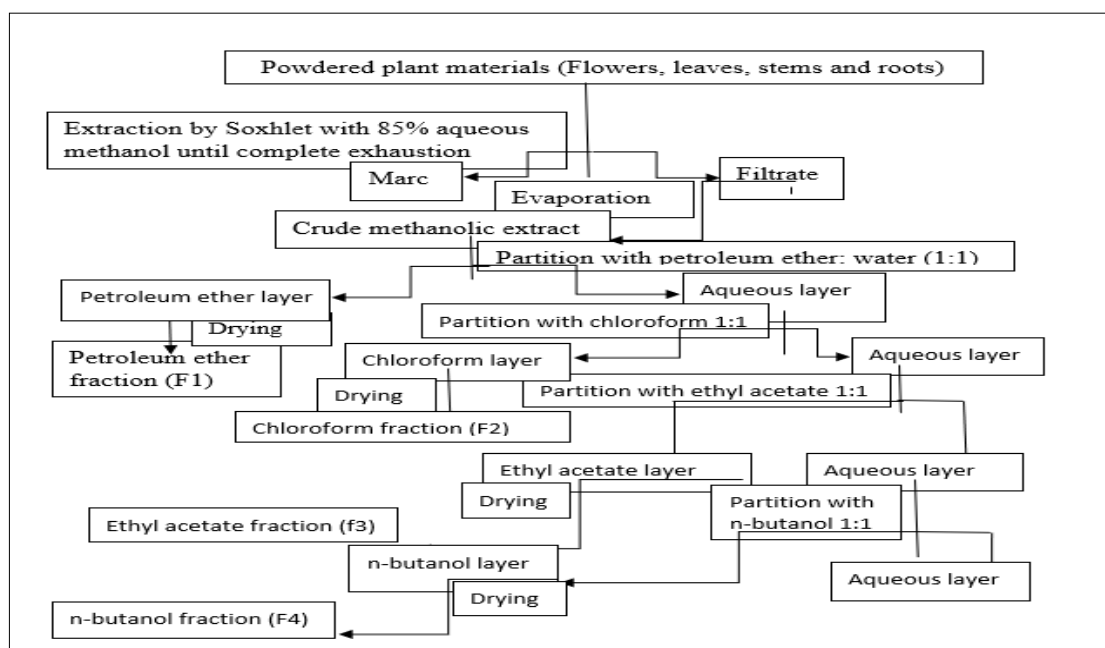 Powdered plant materials (Flowers, leaves, stems and roots)
Extraction by Soxhlet with 85% aqueous
methanol until complete exhaustion
Marc
Filtrate
Evaporation
Crude methanolic extract
Partition with petroleum ether: water (1:1)
Petroleum ether layer
Aqueous layer
Drying
Partition with chloroform 1:1
Petroleum ether
fraction (F1)
Chloroform layer
Aqueous layer
Drying
Partition with ethyl acetate 1:1
Chloroform fraction (F2)
Ethyl acetate layer
Aqueous layer
Drying
Partition with
n-butanol 1:1
Ethyl acetate fraction (f3)
n-butanol layer
Aqueous layer
Drying
n-butanol fraction (F4)